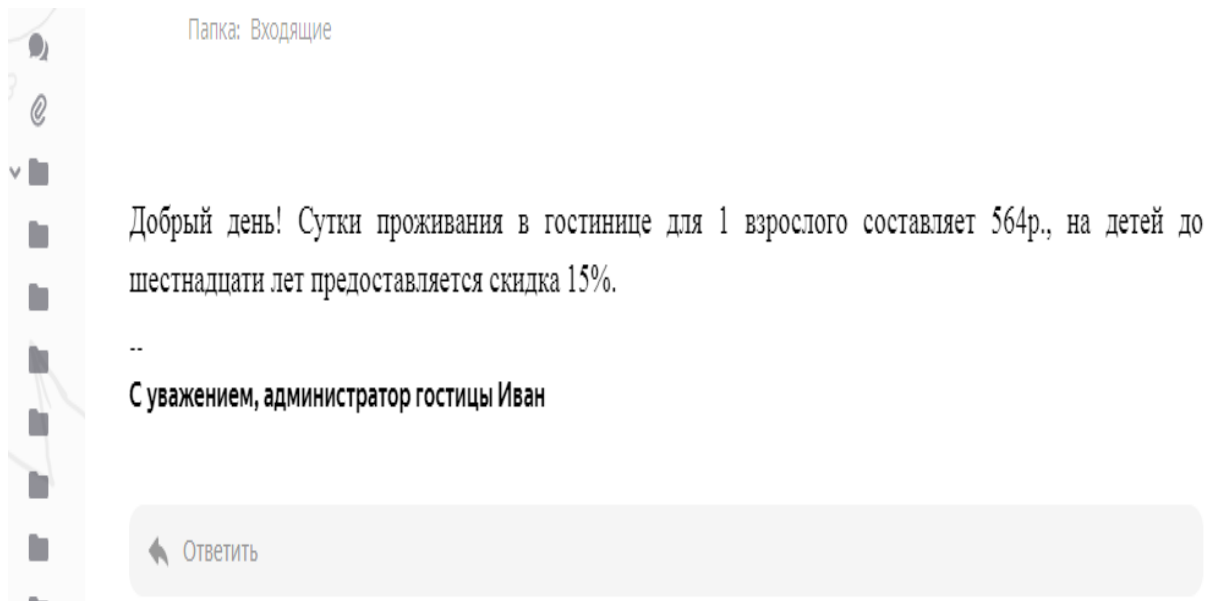 Папка: Входящие
Добрый день! Сутки проживания в гостинице для 1 взрослого составляет 564р., на детей до
шестнадцати лет предоставляется скидка 15%.
--
С уважением, администратор гостицы Иван
Ответить